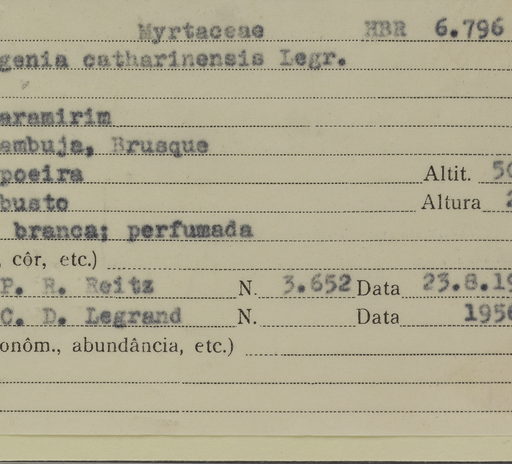 Myrtaceae HBR 6.796
genia catharinensis Legr.
aramirim
ambuja, Brusque
poeira Altit. 50
busto Altura 2
branca; perfumada
, côr, etc.)
P. R. Reitz N. 3.652 Data 23.8.19
C. D. Legrand N. Data 1956
onôm., abundância, etc.)